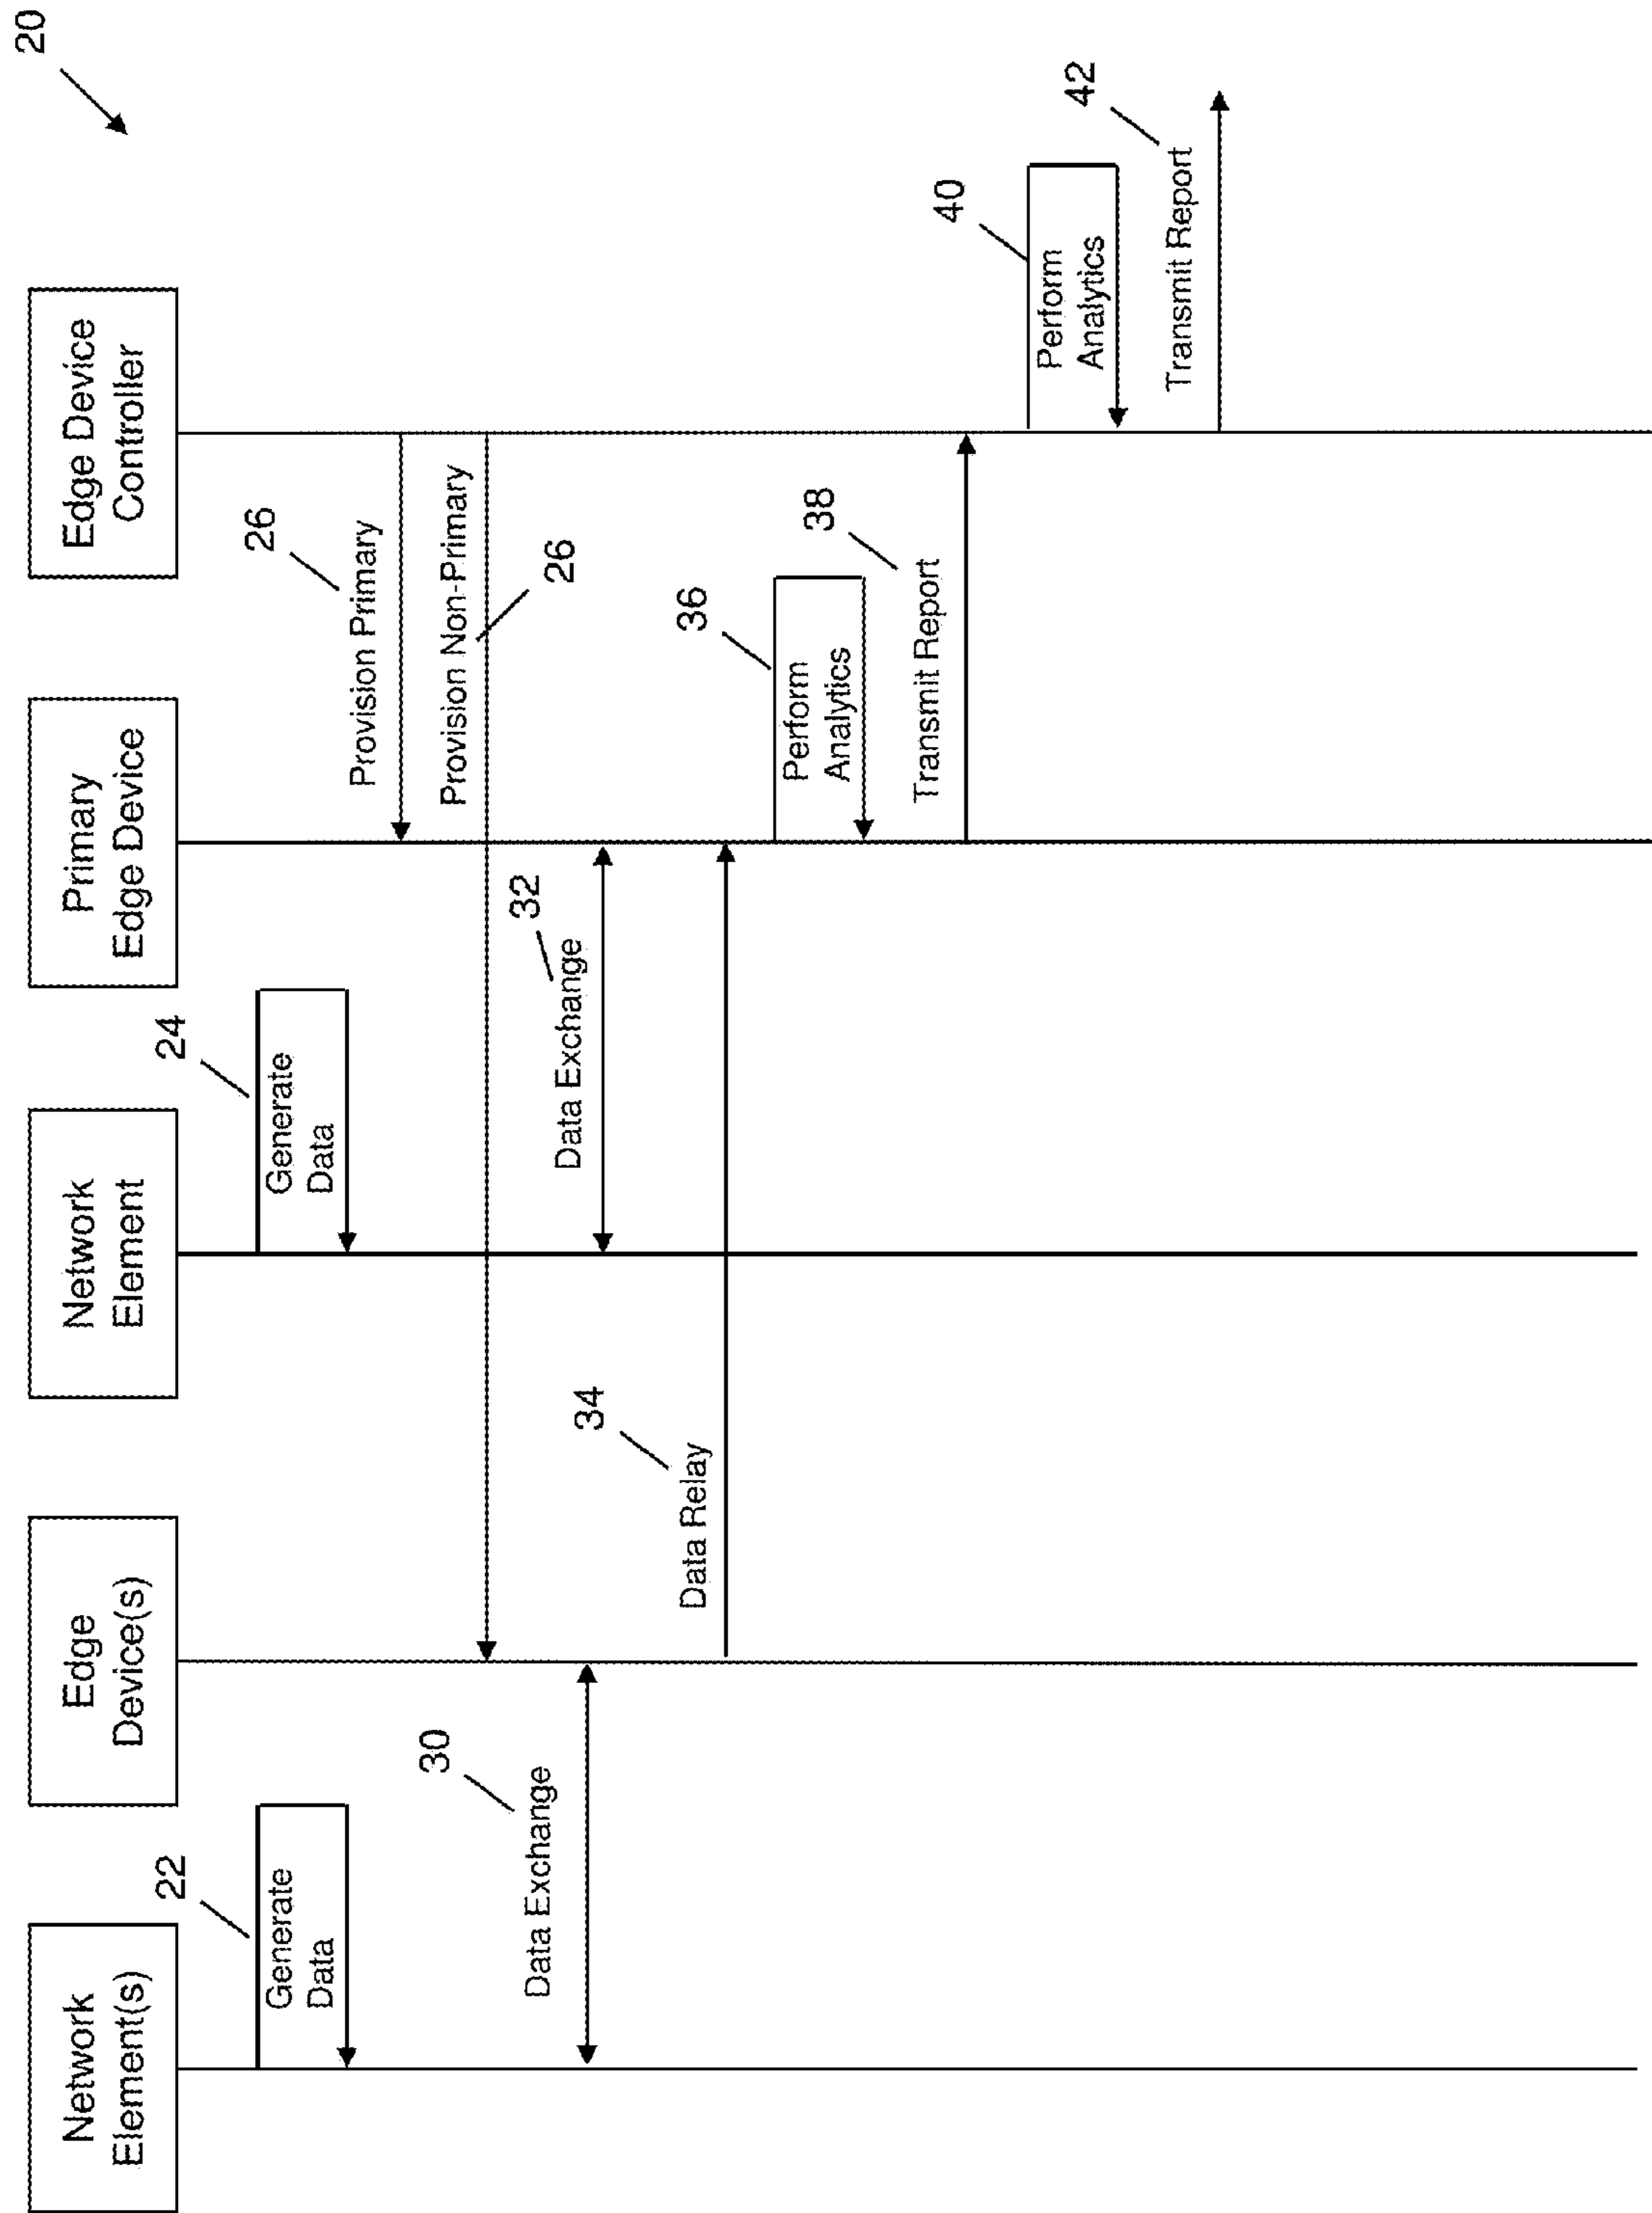 20
Network
Element(s)
Edge
Device(s)
Network
Element
Primary
Edge Device
Edge Device
Controller
22
Generate
Data
24
Generate
Data
26
Provision Primary
Provision Non-Primary
26
30
Data Exchange
32
Data Exchange
34
Data Relay
36
Perform
Analytics
38
Transmit Report
40
Perform
Analytics
42
Transmit Report